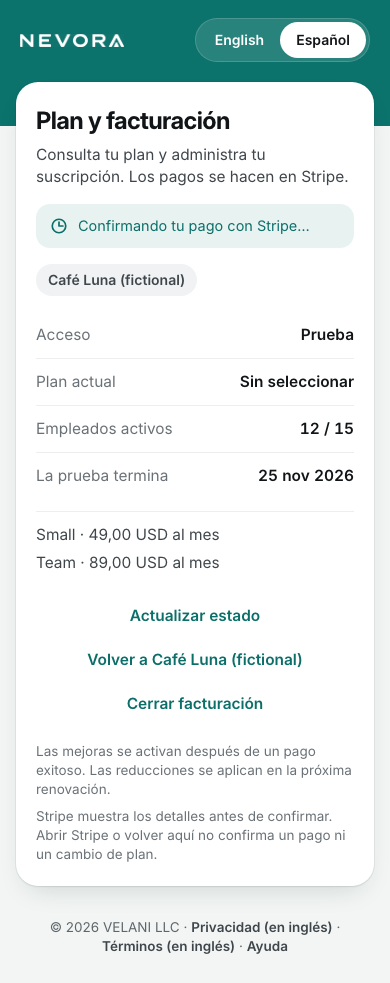 NEVORA
English
Español
Plan y facturación
Consulta tu plan y administra tu
suscripción. Los pagos se hacen en Stripe.
Confirmando tu pago con Stripe...
Café Luna (fictional)
Acceso Prueba
Plan actual Sin seleccionar
Empleados activos 12 / 15
La prueba termina 25 nov 2026
Small · 49,00 USD al mes
Team · 89,00 USD al mes
Actualizar estado
Volver a Café Luna (fictional)
Cerrar facturación
Las mejoras se activan después de un pago
exitoso. Las reducciones se aplican en la próxima
renovación.
Stripe muestra los detalles antes de confirmar.
Abrir Stripe o volver aquí no confirma un pago ni
un cambio de plan.
© 2026 VELANI LLC · Privacidad (en inglés) ·
Términos (en inglés) · Ayuda